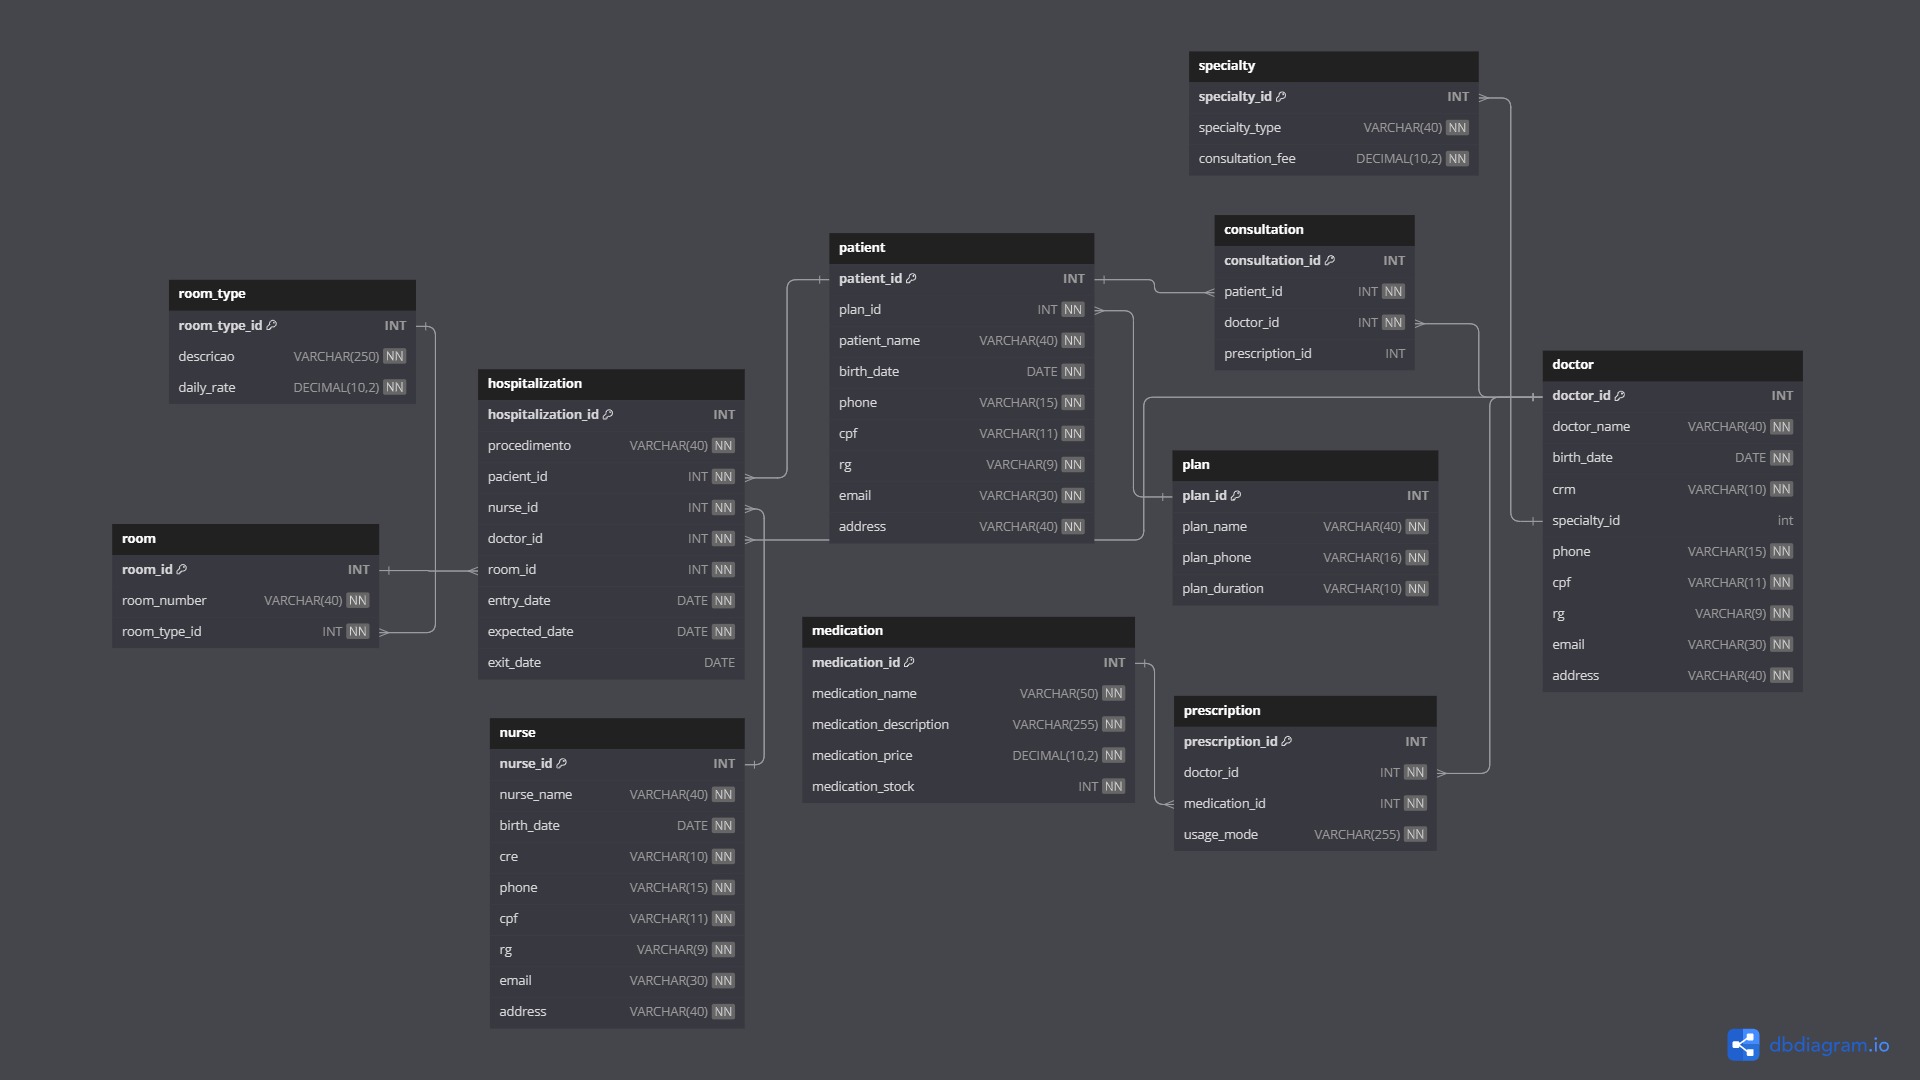 specialty
specialty_id INT
specialty_type VARCHAR(40) NN
consultation_fee DECIMAL(10,2) NN
consultation
consultation_id INT
patient_id INT NN
doctor_id INT NN
prescription_id INT
patient
patient_id INT
plan_id INT NN
patient_name VARCHAR(40) NN
birth_date DATE NN
phone VARCHAR(15) NN
cpf VARCHAR(11) NN
rg VARCHAR(9) NN
email VARCHAR(30) NN
address VARCHAR(40) NN
room_type
room_type_id INT
descricao VARCHAR(250) NN
daily_rate DECIMAL(10,2) NN
doctor
doctor_id INT
doctor_name VARCHAR(40) NN
birth_date DATE NN
crm VARCHAR(10) NN
specialty_id int
phone VARCHAR(15) NN
cpf VARCHAR(11) NN
rg VARCHAR(9) NN
email VARCHAR(30) NN
address VARCHAR(40) NN
hospitalization
hospitalization_id INT
procedimento VARCHAR(40) NN
pacient_id INT NN
nurse_id INT NN
doctor_id INT NN
room_id INT NN
entry_date DATE NN
expected_date DATE NN
exit_date DATE
plan
plan_id INT
plan_name VARCHAR(40) NN
plan_phone VARCHAR(16) NN
plan_duration VARCHAR(10) NN
room
room_id INT
room_number VARCHAR(40) NN
room_type_id INT NN
medication
medication_id INT
medication_name VARCHAR(50) NN
medication_description VARCHAR(255) NN
medication_price DECIMAL(10,2) NN
medication_stock INT NN
prescription
prescription_id INT
doctor_id INT NN
medication_id INT NN
usage_mode VARCHAR(255) NN
nurse
nurse_id INT
nurse_name VARCHAR(40) NN
birth_date DATE NN
cre VARCHAR(10) NN
phone VARCHAR(15) NN
cpf VARCHAR(11) NN
rg VARCHAR(9) NN
email VARCHAR(30) NN
address VARCHAR(40) NN
dbdiagram.io